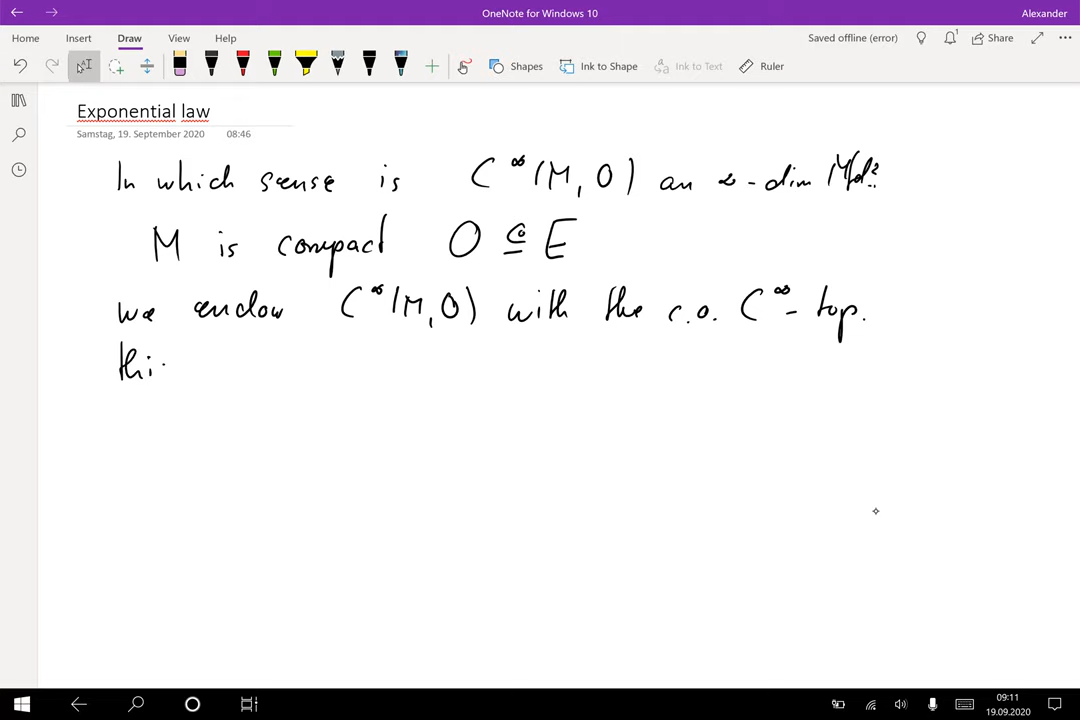 OneNote for Windows 10
Alexander
Home Insert Draw View Help
Saved offline (error)
Share
Shapes Ink to Shape Ink to Text Ruler
Exponential law
Samstag, 19. September 2020 08:46
In which sense is C^∞(M, O) an ∞-dim Mfd?
M is compact O ⊆ E
we endow C^∞(M, O) with the c.o. C^∞-top.
thi
09:11
19.09.2020